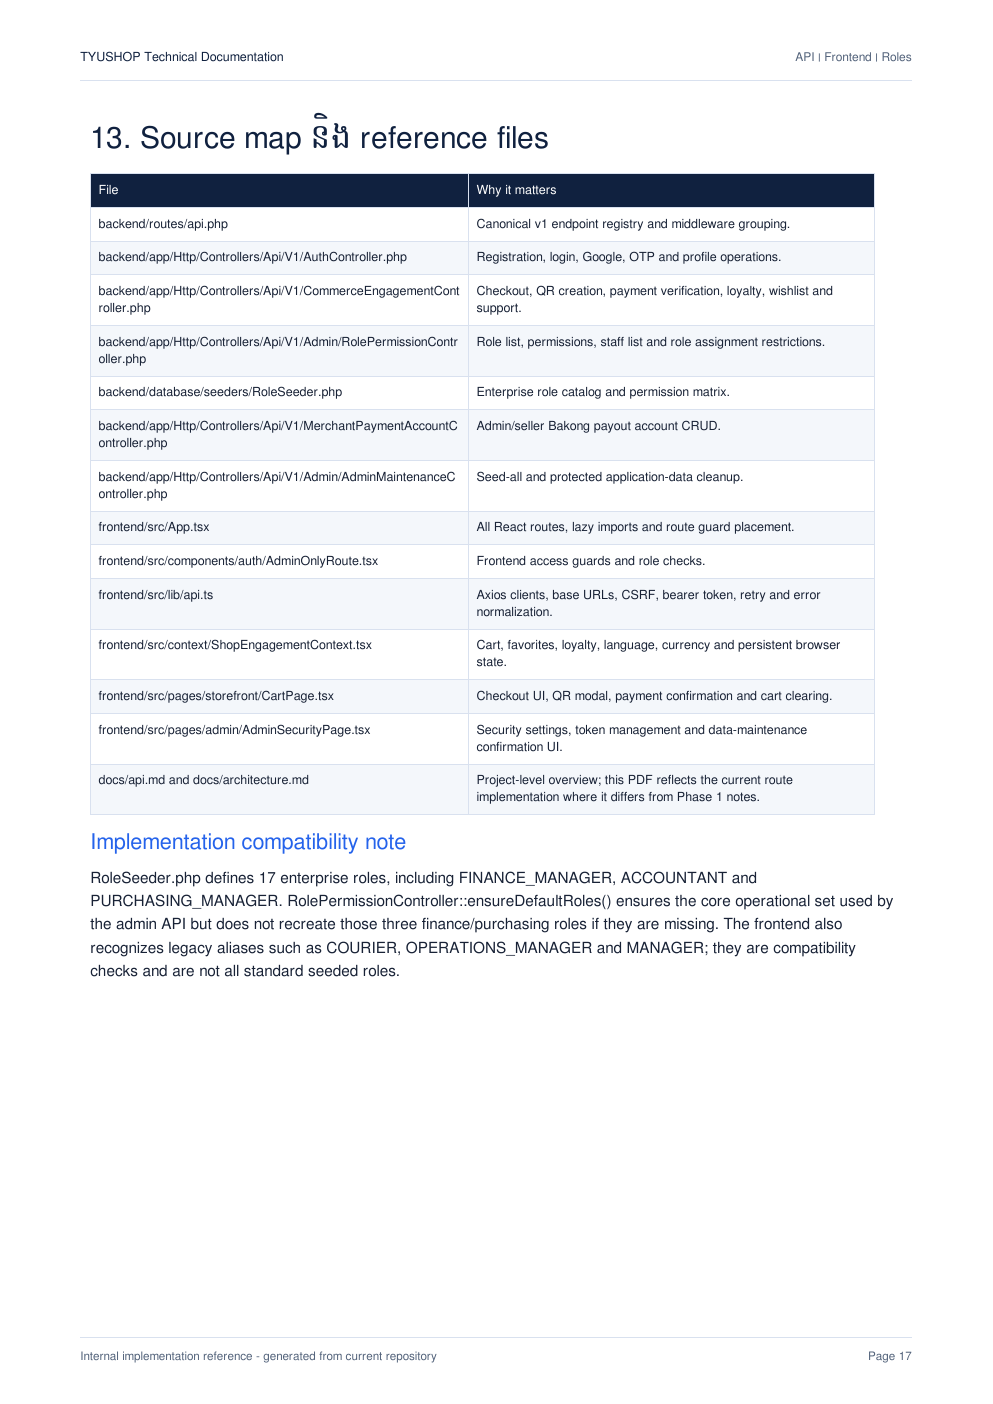 TYUSHOP Technical Documentation
API | Frontend | Roles
13. Source map និង reference files
File
Why it matters
backend/routes/api.php
Canonical v1 endpoint registry and middleware grouping.
backend/app/Http/Controllers/Api/V1/AuthController.php
Registration, login, Google, OTP and profile operations.
backend/app/Http/Controllers/Api/V1/CommerceEngagementCont
roller.php
Checkout, QR creation, payment verification, loyalty, wishlist and
support.
backend/app/Http/Controllers/Api/V1/Admin/RolePermissionContr
oller.php
Role list, permissions, staff list and role assignment restrictions.
backend/database/seeders/RoleSeeder.php
Enterprise role catalog and permission matrix.
backend/app/Http/Controllers/Api/V1/MerchantPaymentAccountC
ontroller.php
Admin/seller Bakong payout account CRUD.
backend/app/Http/Controllers/Api/V1/Admin/AdminMaintenanceC
ontroller.php
Seed-all and protected application-data cleanup.
frontend/src/App.tsx
All React routes, lazy imports and route guard placement.
frontend/src/components/auth/AdminOnlyRoute.tsx
Frontend access guards and role checks.
frontend/src/lib/api.ts
Axios clients, base URLs, CSRF, bearer token, retry and error
normalization.
frontend/src/context/ShopEngagementContext.tsx
Cart, favorites, loyalty, language, currency and persistent browser
state.
frontend/src/pages/storefront/CartPage.tsx
Checkout UI, QR modal, payment confirmation and cart clearing.
frontend/src/pages/admin/AdminSecurityPage.tsx
Security settings, token management and data-maintenance
confirmation UI.
docs/api.md and docs/architecture.md
Project-level overview; this PDF reflects the current route
implementation where it differs from Phase 1 notes.
Implementation compatibility note
RoleSeeder.php defines 17 enterprise roles, including FINANCE_MANAGER, ACCOUNTANT and
PURCHASING_MANAGER. RolePermissionController::ensureDefaultRoles() ensures the core operational set used by
the admin API but does not recreate those three finance/purchasing roles if they are missing. The frontend also
recognizes legacy aliases such as COURIER, OPERATIONS_MANAGER and MANAGER; they are compatibility
checks and are not all standard seeded roles.
Internal implementation reference - generated from current repository
Page 17